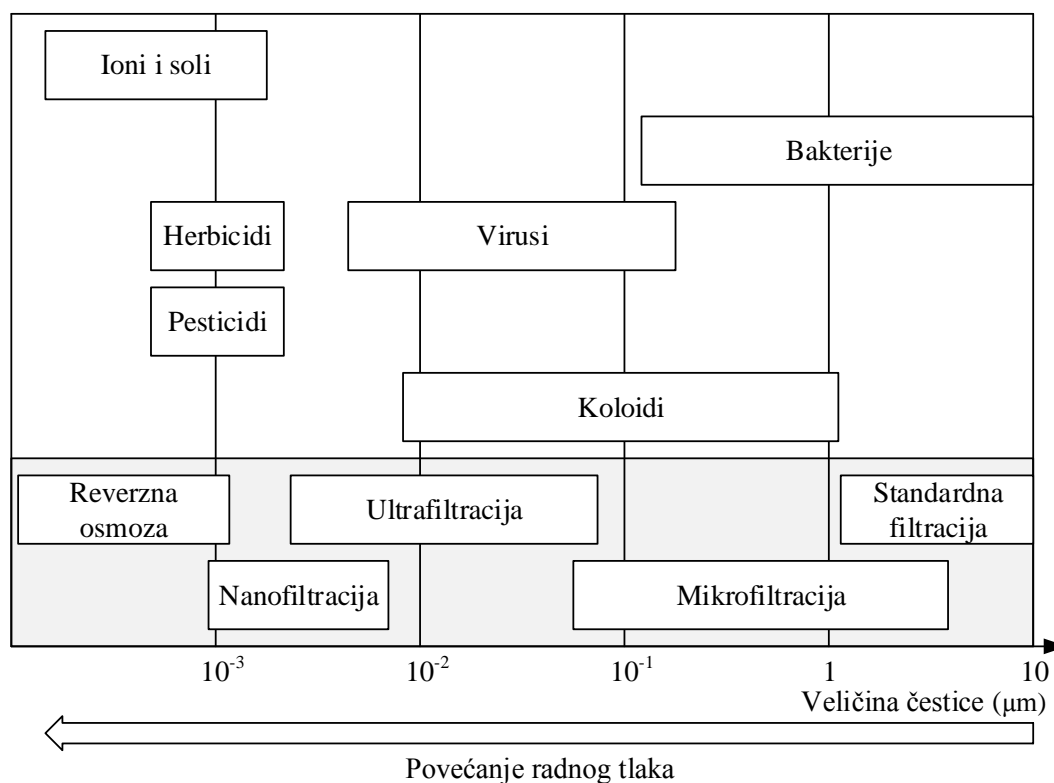 Ioni i soli
Bakterije
Herbicidi
Virusi
Pesticidi
Koloidi
Reverzna
osmoza
Ultrafiltracija
Standardna
filtracija
Nanofiltracija
Mikrofiltracija
10⁻³
10⁻²
10⁻¹
1
10
Veličina čestice (μm)
Povećanje radnog tlaka